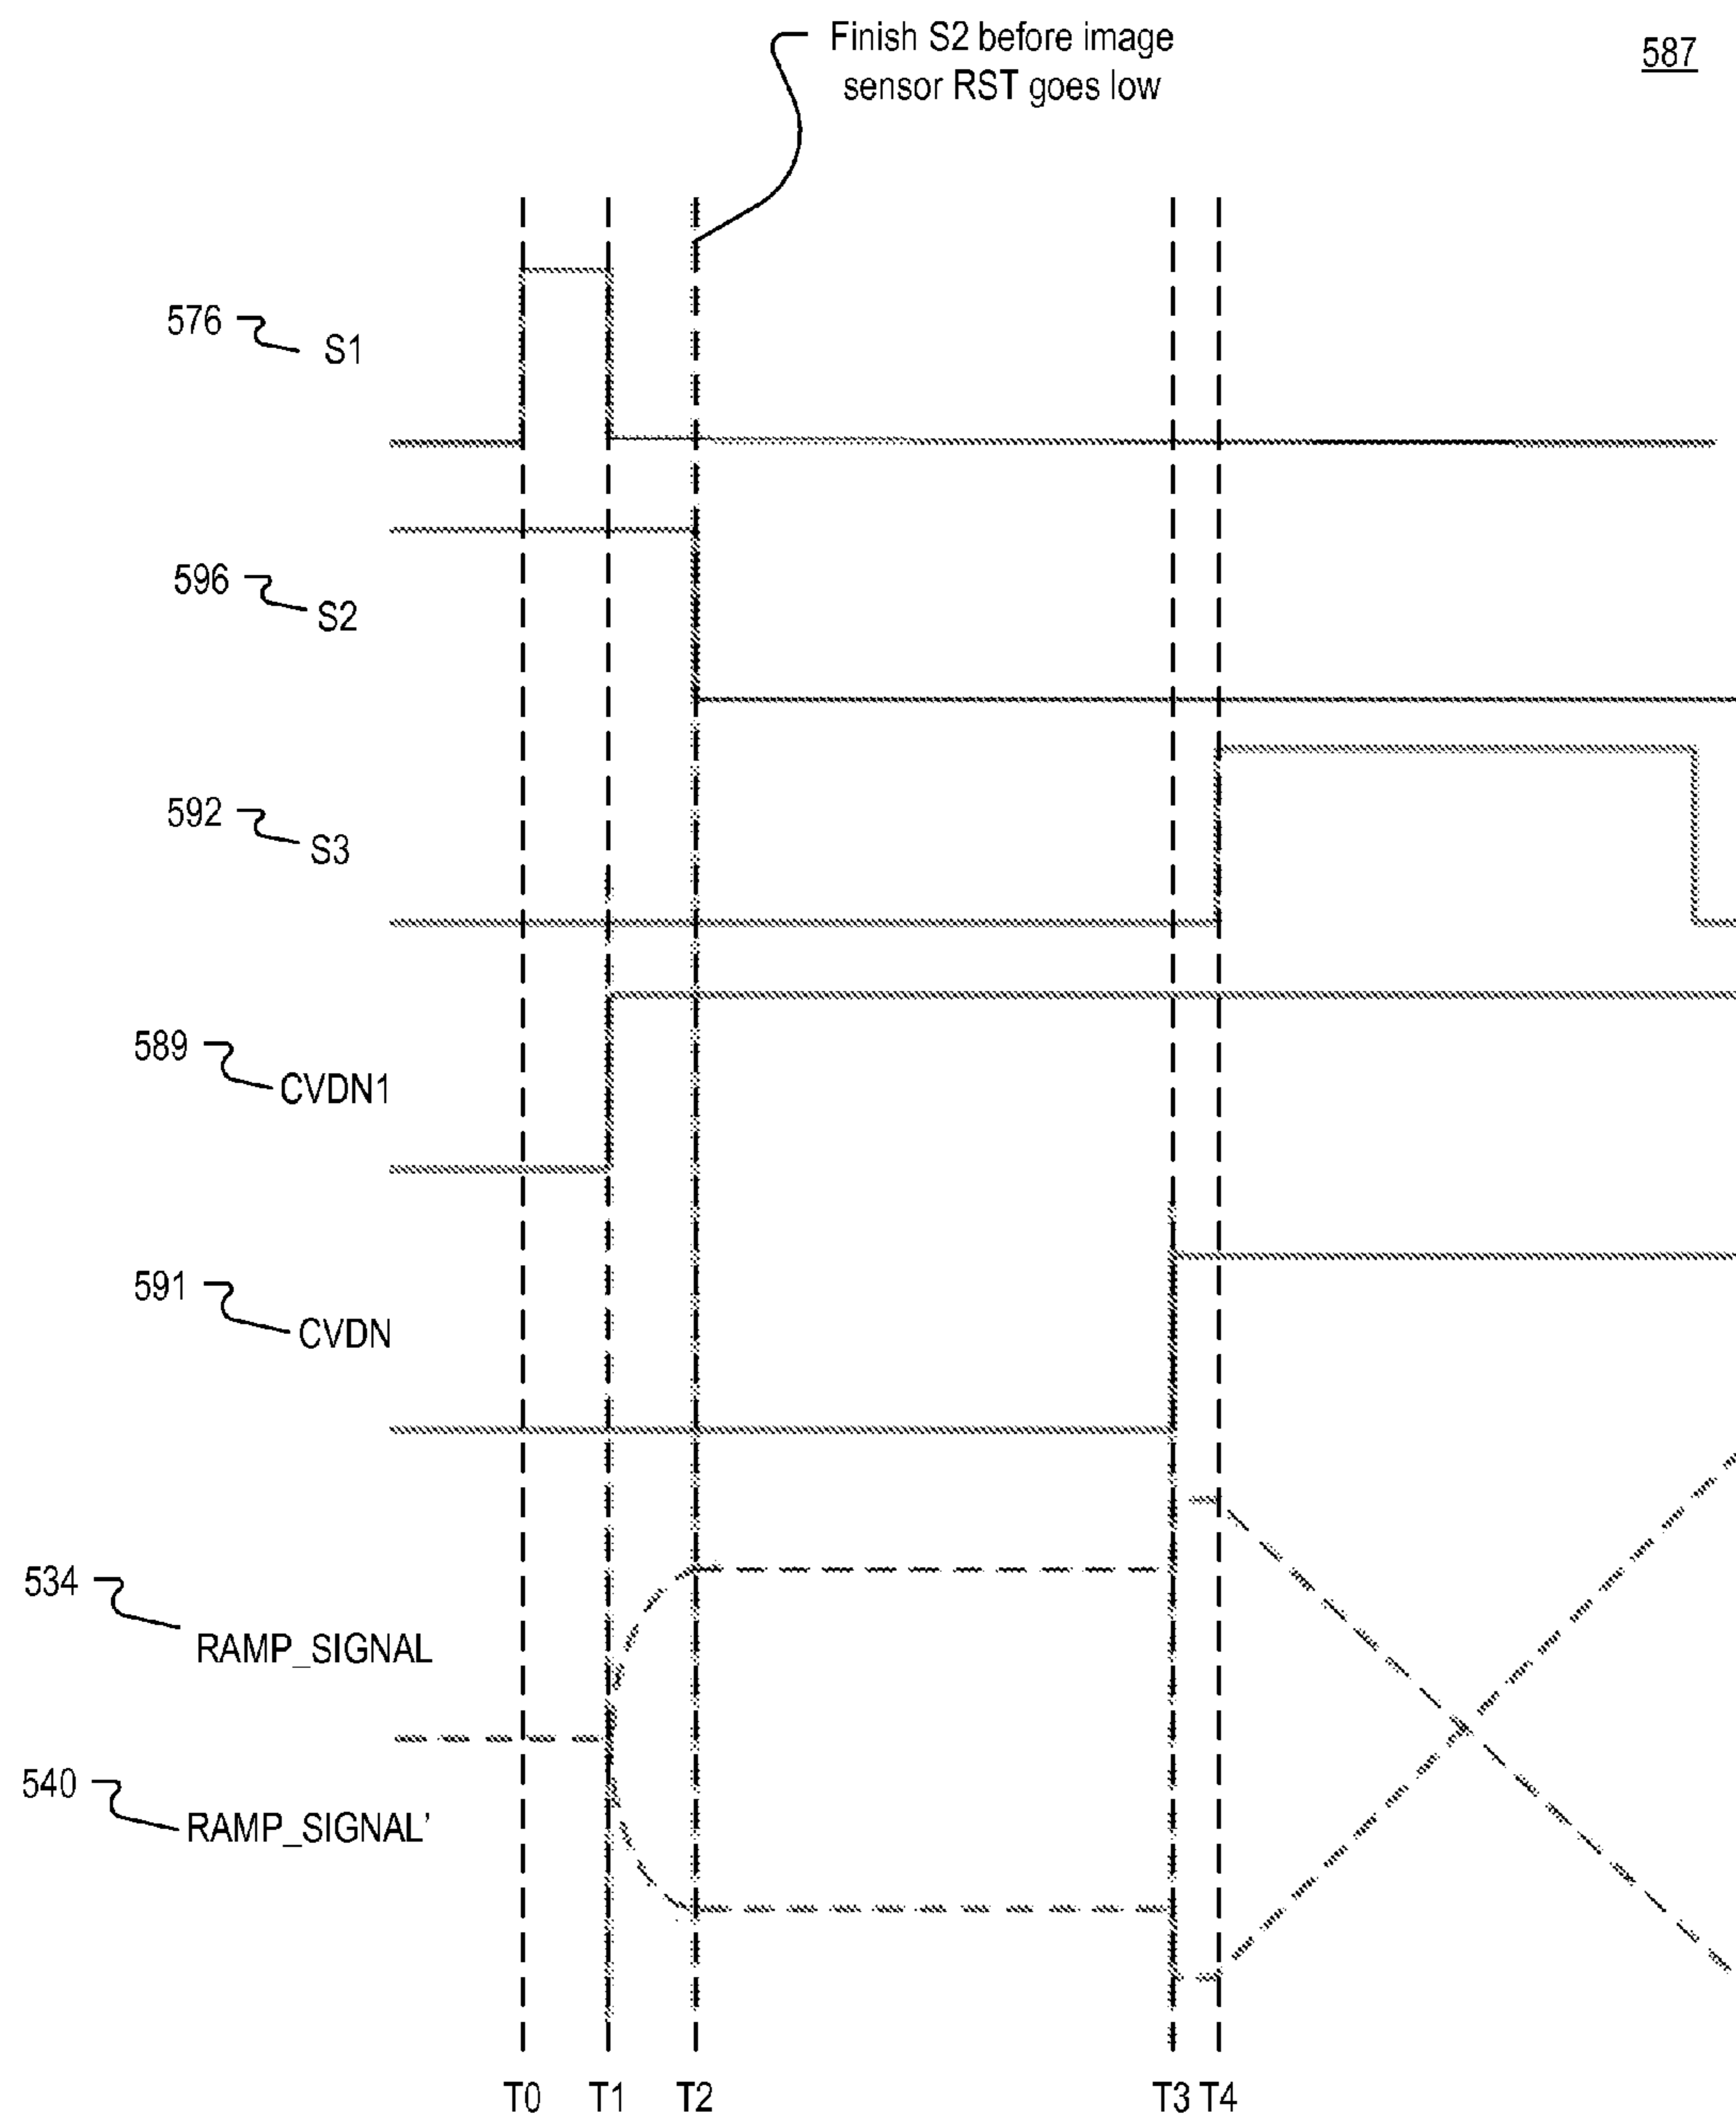 Finish S2 before image
sensor RST goes low
587
576
S1
596
S2
592
S3
589
CVDN1
591
CVDN
534
RAMP_SIGNAL
540
RAMP_SIGNAL'
T0 T1 T2 T3 T4